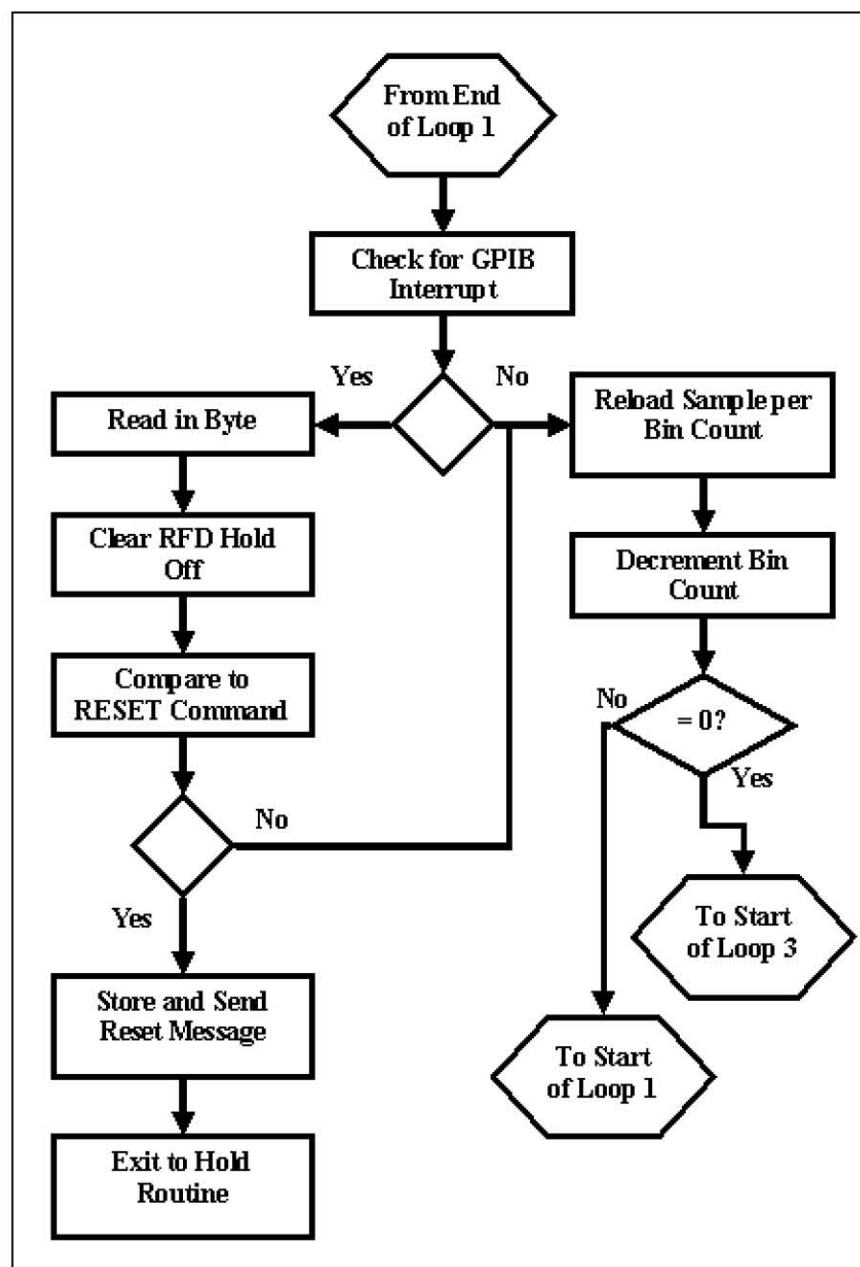 From End
of Loop 1
Check for GPIB
Interrupt
Yes
No
Read in Byte
Reload Sample per
Bin Count
Clear RFD Hold
Off
Decrement Bin
Count
Compare to
RESET Command
No
= 0?
Yes
No
Yes
To Start
of Loop 3
Store and Send
Reset Message
To Start
of Loop 1
Exit to Hold
Routine